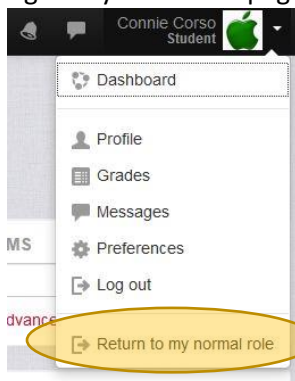 Connie Corso
Student
Dashboard
Profile
Grades
Messages
MS
Preferences
Log out
dvance
Return to my normal role